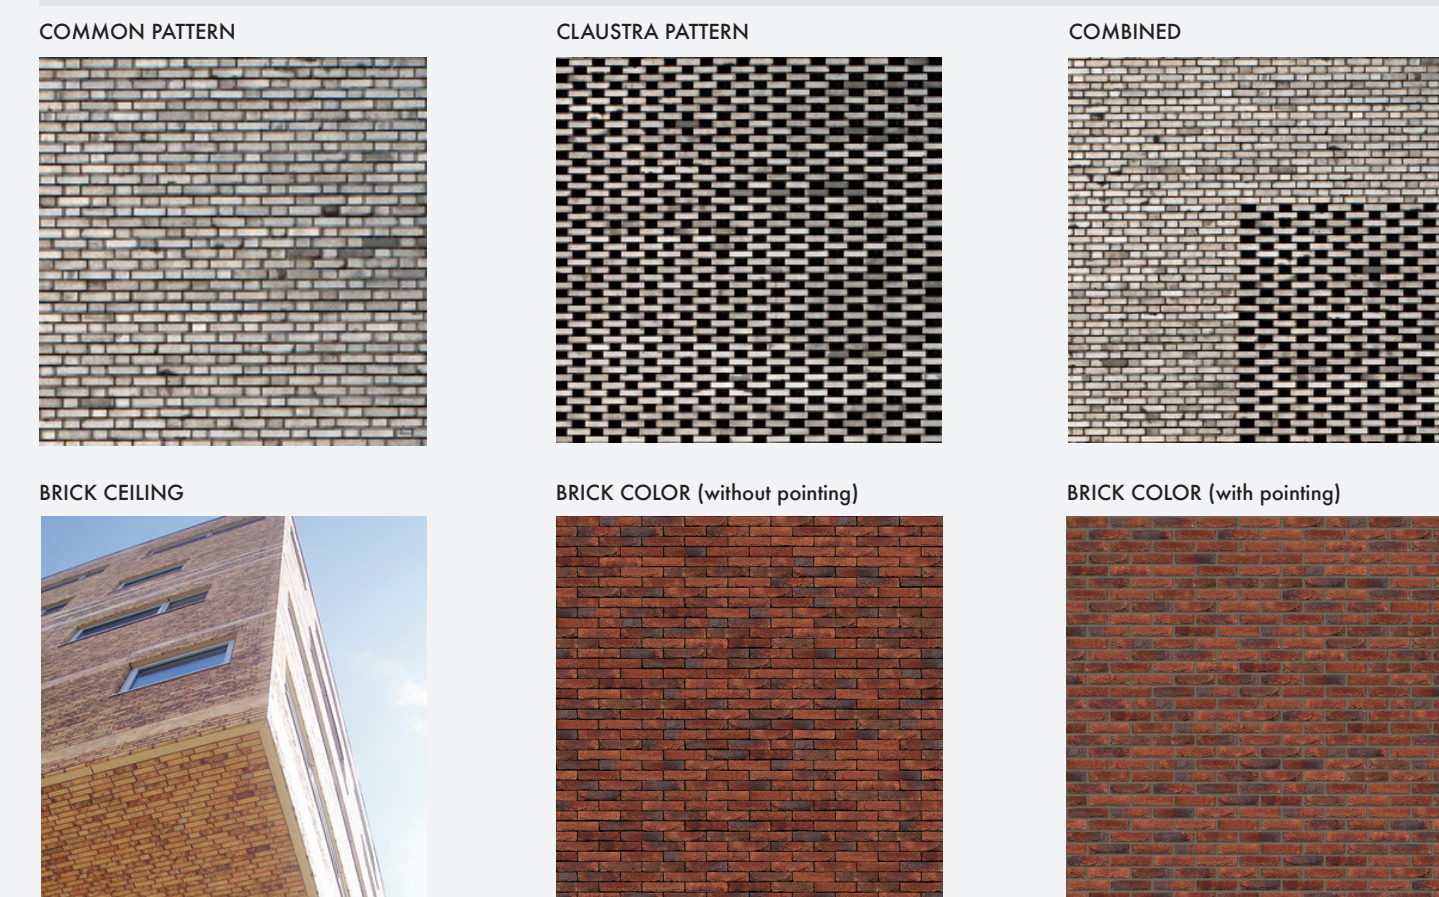 COMMON PATTERN
CLAUSTRA PATTERN
COMBINED
BRICK CEILING
BRICK COLOR (without pointing)
BRICK COLOR (with pointing)